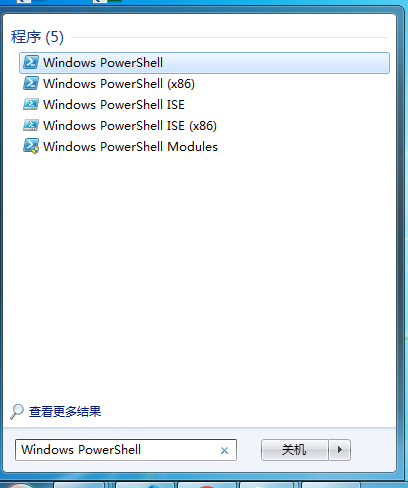 程序 (5)
Windows PowerShell
Windows PowerShell (x86)
Windows PowerShell ISE
Windows PowerShell ISE (x86)
Windows PowerShell Modules
查看更多结果
Windows PowerShell
关机